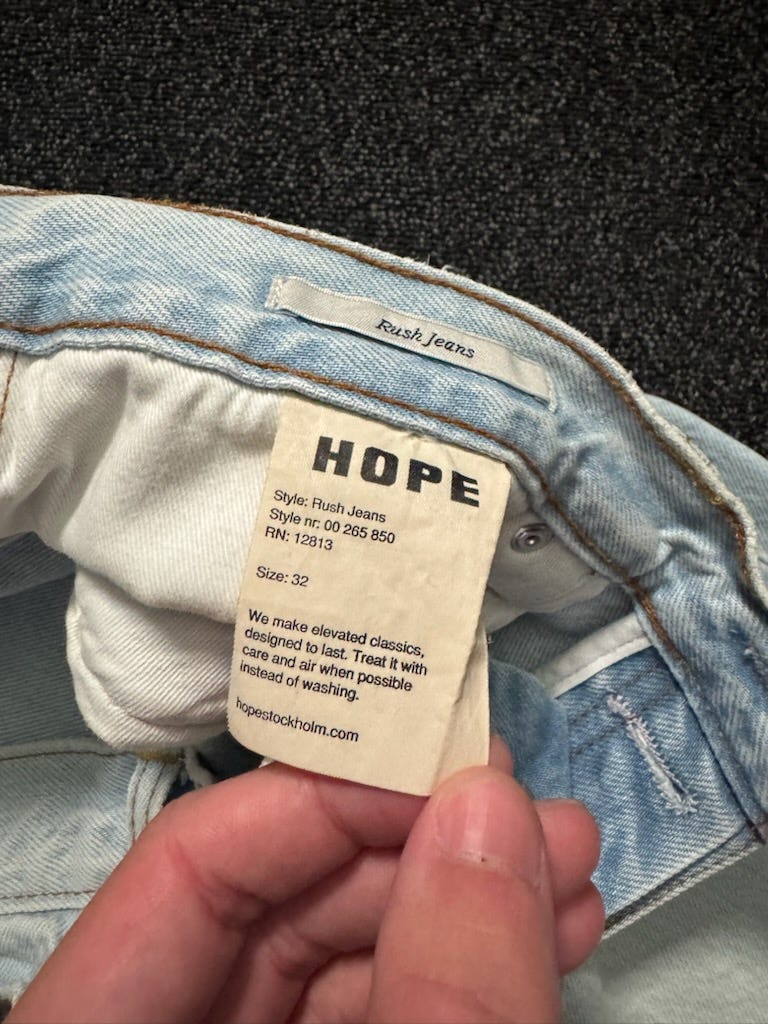 Rush Jeans
HOPE
Style: Rush Jeans
Style nr: 00 265 850
RN: 12813
Size: 32
We make elevated classics,
designed to last. Treat it with
care and air when possible
instead of washing.
hopestockholm.com